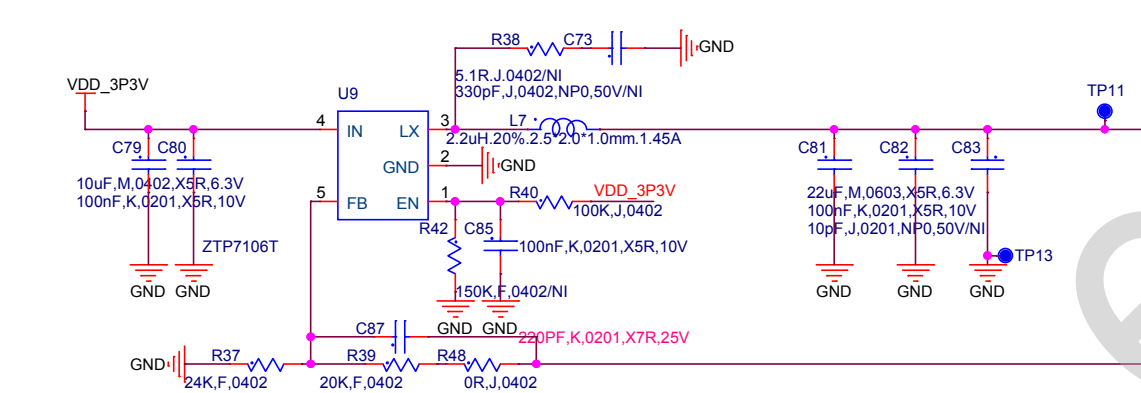 R38 C73
GND
5.1R.J.0402/NI
330pF,J,0402,NP0,50V/NI
VDD_3P3V
U9
TP11
4 IN LX 3
L7
2.2uH.20%.2.5*2.0*1.0mm.1.45A
C79 C80
GND 2
GND
C81 C82 C83
10uF,M,0402,X5R,6.3V
100nF,K,0201,X5R,10V
5 FB EN 1
R40 VDD_3P3V
100K,J,0402
22uF,M,0603,X5R,6.3V
100nF,K,0201,X5R,10V
10pF,J,0201,NP0,50V/NI
R42 C85
ZTP7106T
100nF,K,0201,X5R,10V
TP13
GND GND
150K,F,0402/NI
GND GND GND
C87 GND GND
220PF,K,0201,X7R,25V
GND R37 R39 R48
24K,F,0402 20K,F,0402 0R,J,0402